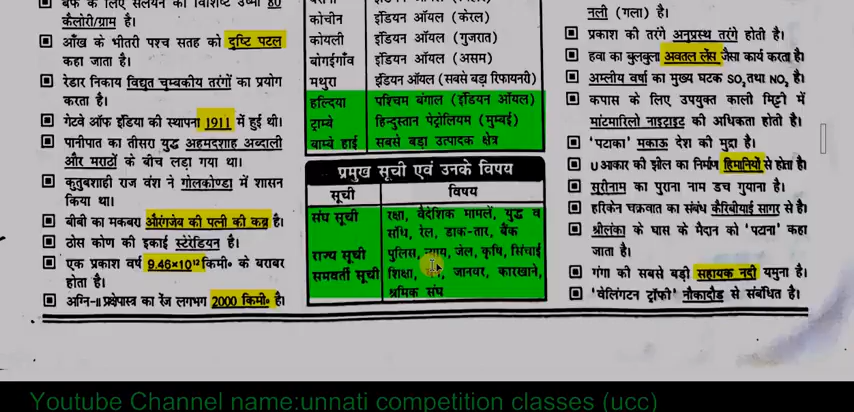 बर्फ के लिए सलयन की विशिष्ट उष्मा 80
कैलोरी/ग्राम है।
आँख के भीतरी पश्च सतह को दृष्टि पटल
कहा जाता है।
रेडार निकाय विद्युत चुम्बकीय तरंगों का प्रयोग
करता है।
गेटवे ऑफ इंडिया की स्थापना 1911 में हुई थी।
पानीपत का तीसरा युद्ध अहमदशाह अब्दाली
और मराठों के बीच लड़ा गया था।
कुतुबशाही राज वंश ने गोलकोण्डा में शासन
किया था।
बीबी का मकबरा औरंगजेब की पत्नी की कब्र है।
ठोस कोण की इकाई स्टेरेडियन है।
एक प्रकाश वर्ष 9.46×10¹² किमी॰ के बराबर
होता है।
अग्नि-II प्रक्षेपास्त्र का रेंज लगभग 2000 किमी॰ है।
कोचीन इंडियन ऑयल (केरल)
कोयली इंडियन ऑयल (गुजरात)
बोंगईगाँव इंडियन ऑयल (असम)
मथुरा इंडियन ऑयल (सबसे बड़ा रिफायनरी)
हल्दिया पश्चिम बंगाल (इंडियन ऑयल)
ट्राम्बे हिन्दुस्तान पेट्रोलियम (मुम्बई)
बाम्बे हाई सबसे बड़ा उत्पादक क्षेत्र
प्रमुख सूची एवं उनके विषय
सूची विषय
संघ सूची रक्षा, वैदेशिक मामलें, युद्ध व
संधि, रेल, डाक-तार, बैंक
राज्य सूची पुलिस, न्याय, जेल, कृषि, सिंचाई
समवर्ती सूची शिक्षा, जानवर, कारखाने,
श्रमिक संघ
नली (गला) है।
प्रकाश की तरंगे अनुप्रस्थ तरंगे होती है।
हवा का बुलबुला अवतल लेंस जैसा कार्य करता है।
अम्लीय वर्षा का मुख्य घटक SO₂ तथा NO₂ है।
कपास के लिए उपयुक्त काली मिट्टी में
मांटमारिलो नाइट्राइट की अधिकता होती है।
'पटाका' मकाऊ देश की मुद्रा है।
U आकार की झील का निर्माण हिमानियों से होता है।
सूरीनाम का पुराना नाम डच गुयाना है।
हरिकेन चक्रवात का संबंध कैरिबीयाई सागर से है।
श्रीलंका के घास के मैदान को 'पटाना' कहा
जाता है।
गंगा की सबसे बड़ी सहायक नदी यमुना है।
'वेलिंगटन ट्रॉफी' नौकादौड़ से संबंधित है।
Youtube Channel name:unnati competition classes (ucc)